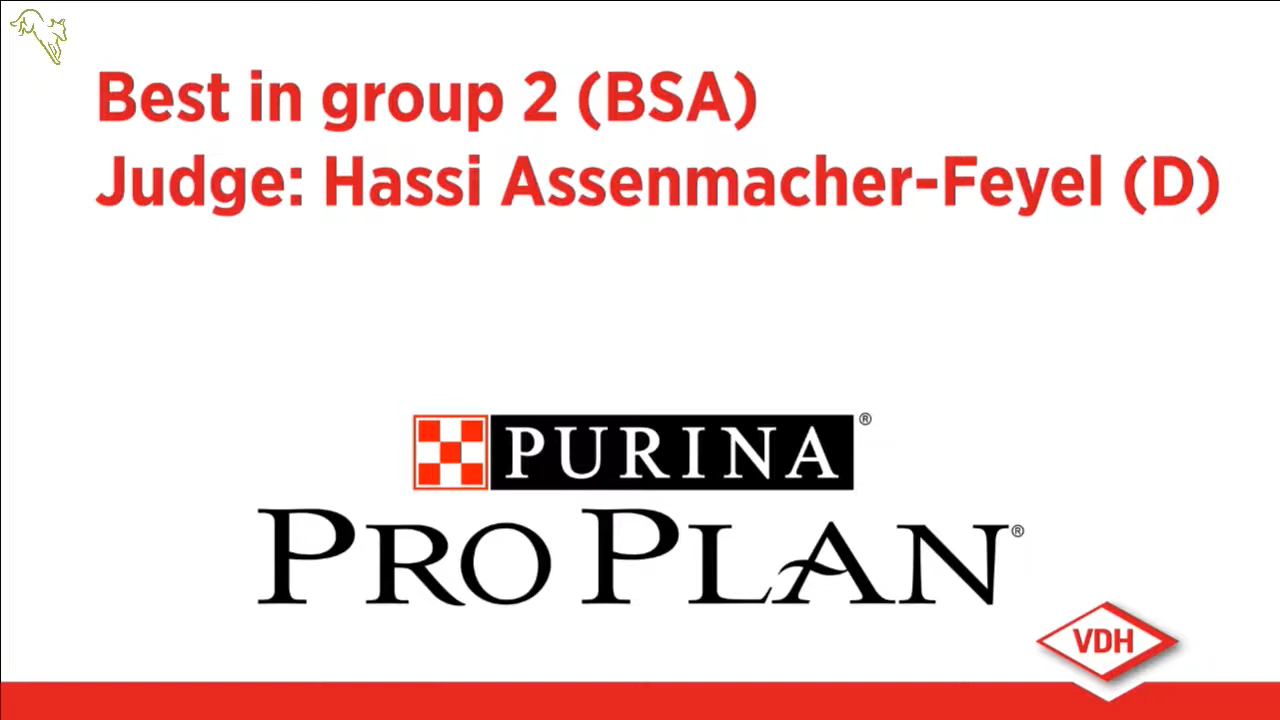 Best in group 2 (BSA)
Judge: Hassi Assenmacher-Feyel (D)
PURINA®
PRO PLAN®
VDH